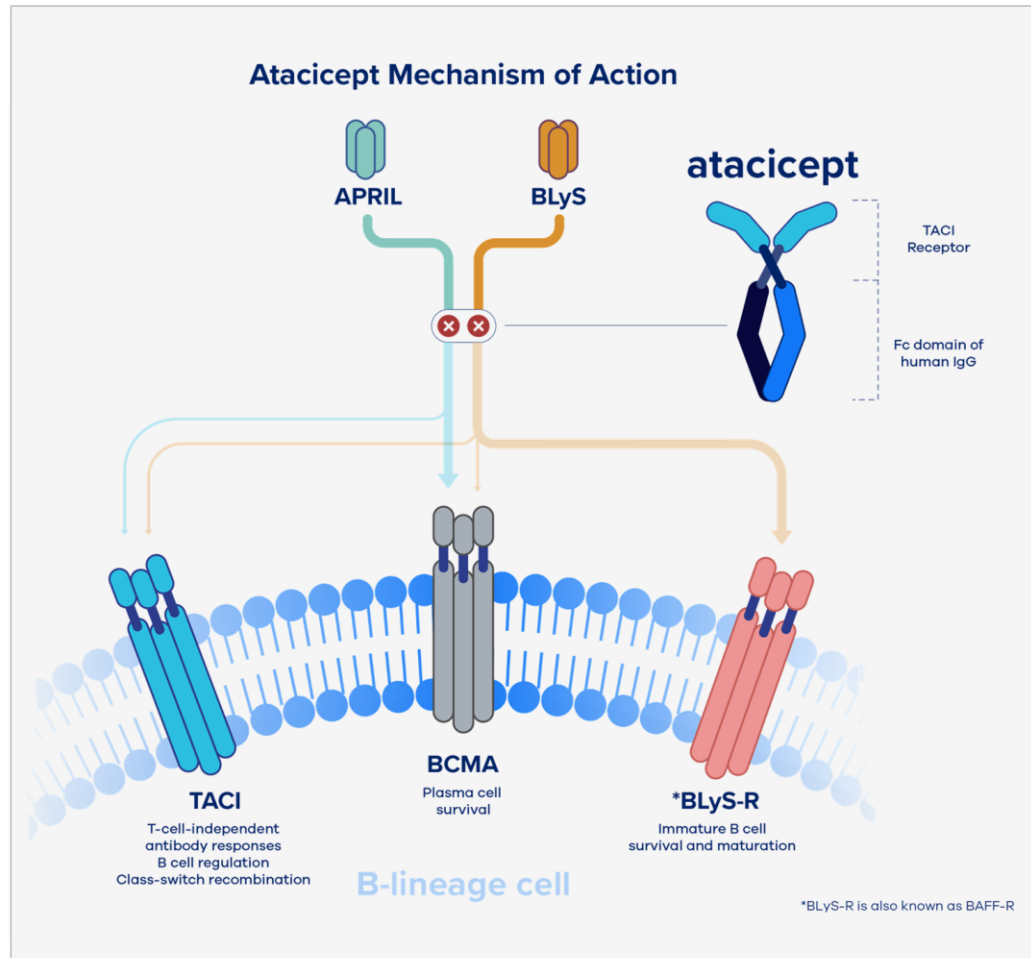 Atacicept Mechanism of Action
APRIL
BLyS
atacicept
TACI
Receptor
Fc domain of
human IgG
TACI
T-cell-independent
antibody responses
B cell regulation
Class-switch recombination
BCMA
Plasma cell
survival
*BLyS-R
Immature B cell
survival and maturation
B-lineage cell
*BLyS-R is also known as BAFF-R